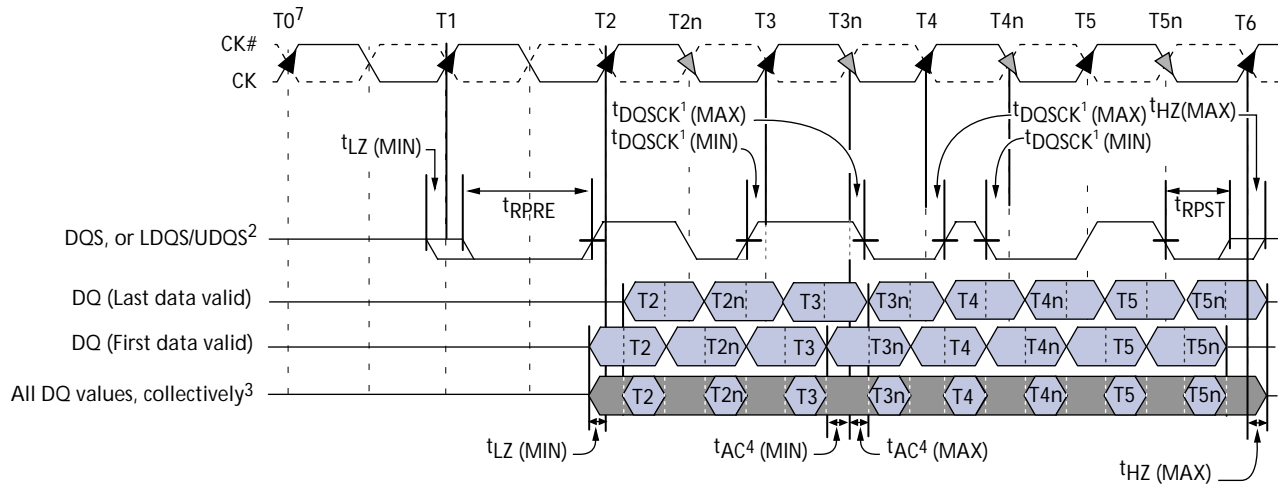 T0⁷ T1 T2 T2n T3 T3n T4 T4n T5 T5n T6
CK#
CK
tDQSCK¹ (MAX) tDQSCK¹ (MAX) tHZ(MAX)
tLZ (MIN) tDQSCK¹ (MIN) tDQSCK¹ (MIN)
tRPRE tRPST
DQS, or LDQS/UDQS²
DQ (Last data valid) T2 T2n T3 T3n T4 T4n T5 T5n
DQ (First data valid) T2 T2n T3 T3n T4 T4n T5 T5n
All DQ values, collectively³ T2 T2n T3 T3n T4 T4n T5 T5n
tLZ (MIN) tAC⁴ (MIN) tAC⁴ (MAX)
tHZ (MAX)